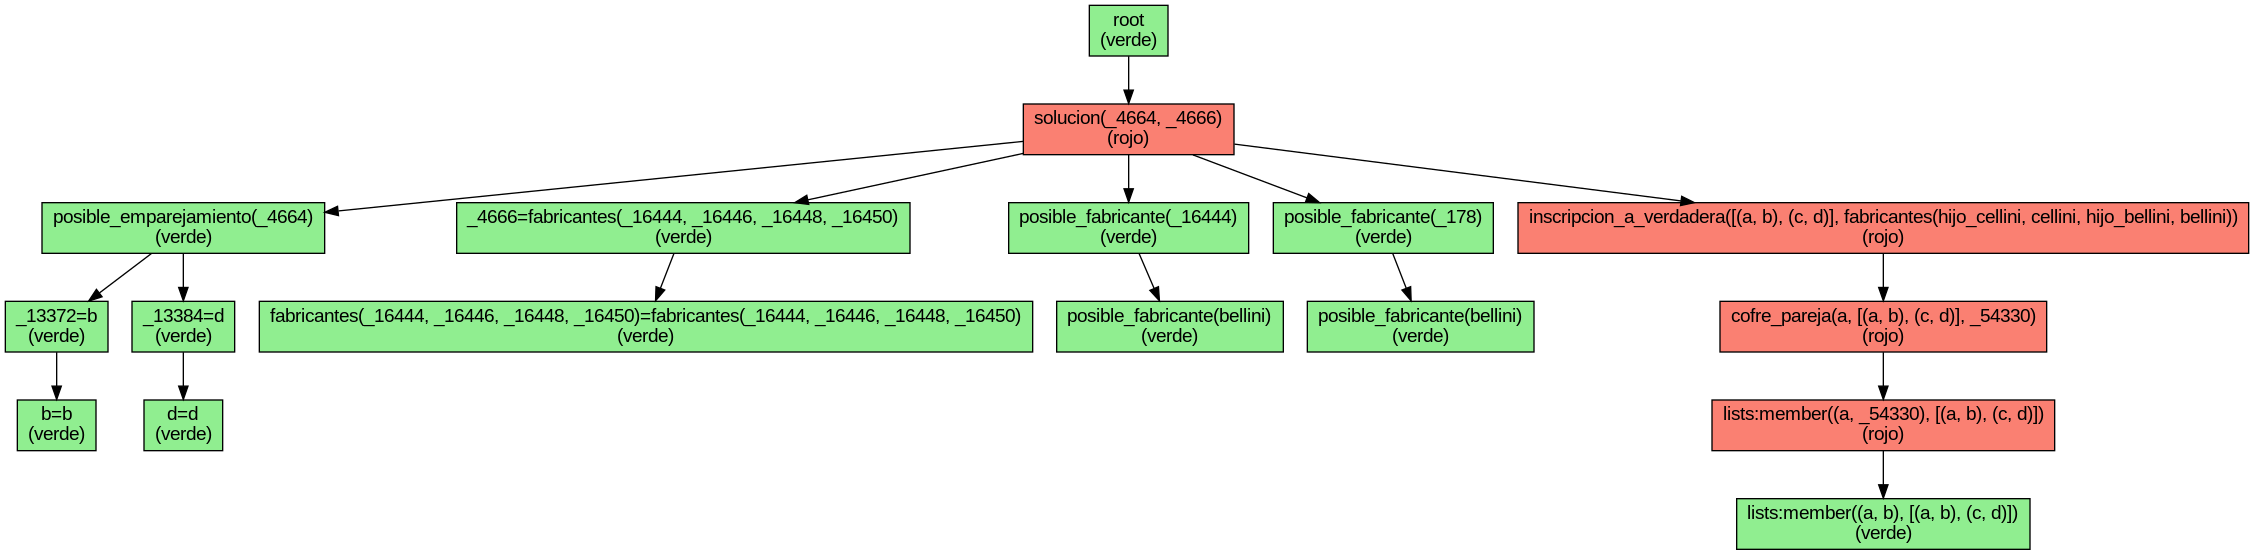 root
(verde)
solucion(_4664, _4666)
(rojo)
posible_emparejamiento(_4664)
(verde)
_4666=fabricantes(_16444, _16446, _16448, _16450)
(verde)
posible_fabricante(_16444)
(verde)
posible_fabricante(_178)
(verde)
inscripcion_a_verdadera([(a, b), (c, d)], fabricantes(hijo_cellini, cellini, hijo_bellini, bellini))
(rojo)
_13372=b
(verde)
_13384=d
(verde)
fabricantes(_16444, _16446, _16448, _16450)=fabricantes(_16444, _16446, _16448, _16450)
(verde)
posible_fabricante(bellini)
(verde)
posible_fabricante(bellini)
(verde)
cofre_pareja(a, [(a, b), (c, d)], _54330)
(rojo)
b=b
(verde)
d=d
(verde)
lists:member((a, _54330), [(a, b), (c, d)])
(rojo)
lists:member((a, b), [(a, b), (c, d)])
(verde)